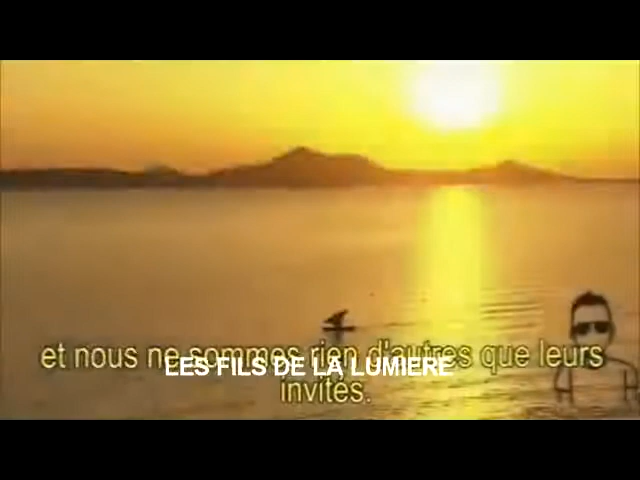 et nous ne sommes rien d'autres que leurs
LES FILS DE LA LUMIERE
invités.